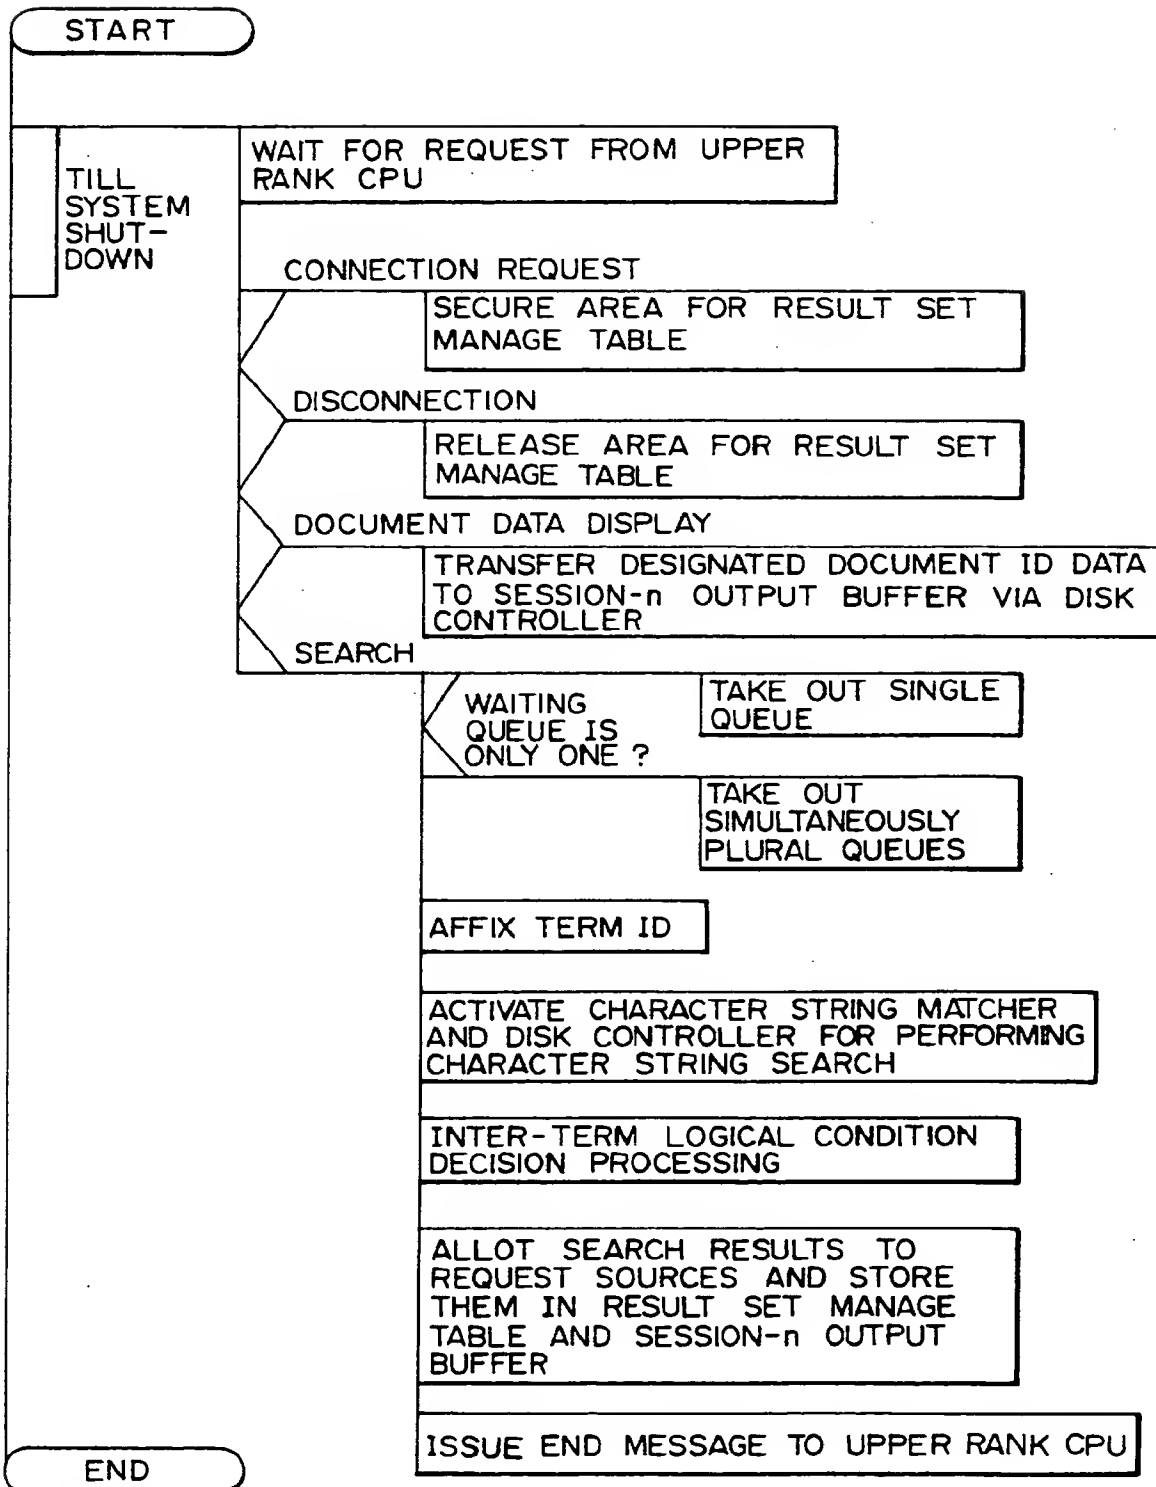 START
TILL
SYSTEM
SHUT-
DOWN
WAIT FOR REQUEST FROM UPPER
RANK CPU
CONNECTION REQUEST
SECURE AREA FOR RESULT SET
MANAGE TABLE
DISCONNECTION
RELEASE AREA FOR RESULT SET
MANAGE TABLE
DOCUMENT DATA DISPLAY
TRANSFER DESIGNATED DOCUMENT ID DATA
TO SESSION-n OUTPUT BUFFER VIA DISK
CONTROLLER
SEARCH
WAITING
QUEUE IS
ONLY ONE ?
TAKE OUT SINGLE
QUEUE
TAKE OUT
SIMULTANEOUSLY
PLURAL QUEUES
AFFIX TERM ID
ACTIVATE CHARACTER STRING MATCHER
AND DISK CONTROLLER FOR PERFORMING
CHARACTER STRING SEARCH
INTER-TERM LOGICAL CONDITION
DECISION PROCESSING
ALLOT SEARCH RESULTS TO
REQUEST SOURCES AND STORE
THEM IN RESULT SET MANAGE
TABLE AND SESSION-n OUTPUT
BUFFER
ISSUE END MESSAGE TO UPPER RANK CPU
END